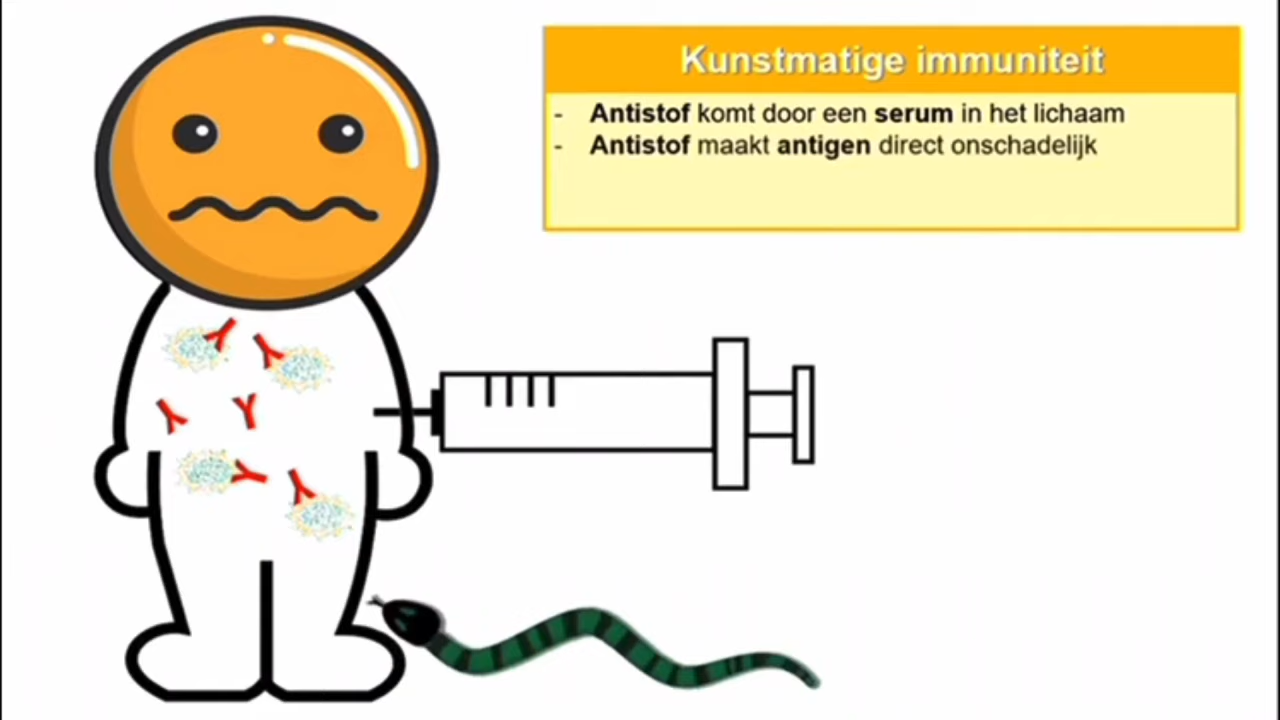 Kunstmatige immuniteit
- Antistof komt door een serum in het lichaam
- Antistof maakt antigen direct onschadelijk